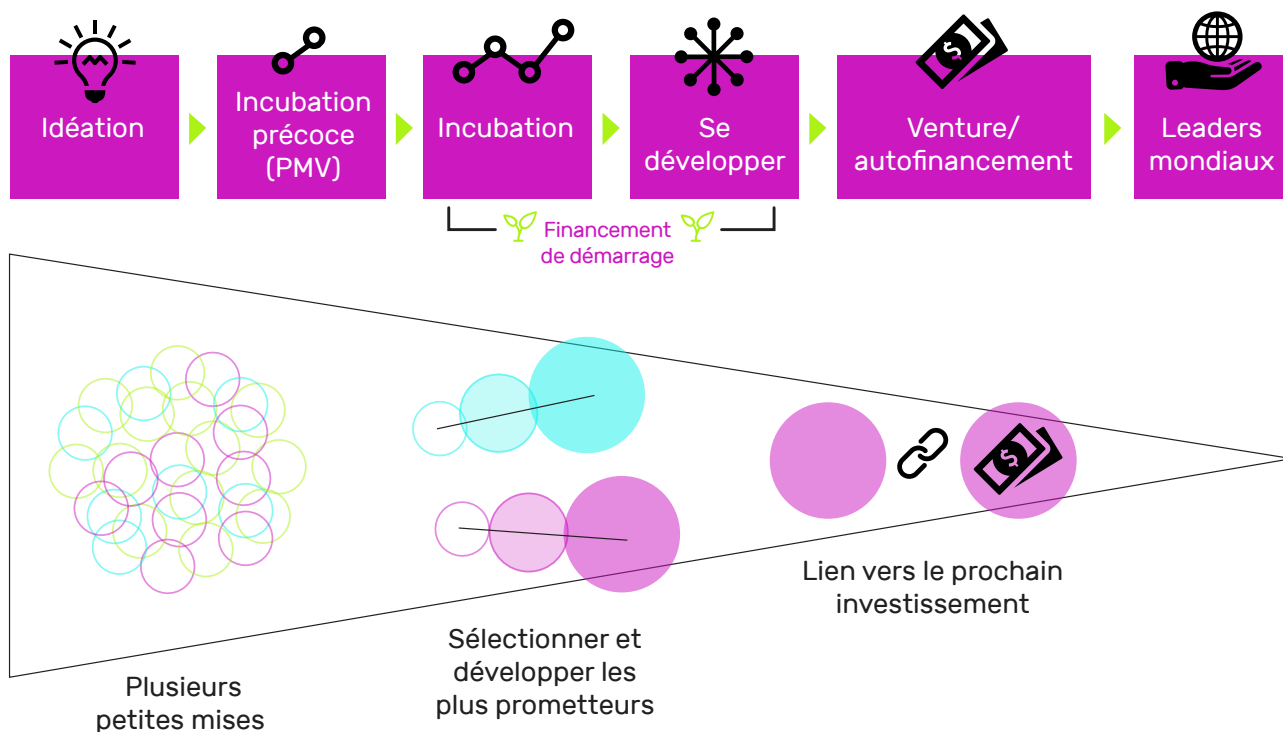 Idéation
Incubation
précoce
(PMV)
Incubation
Se
développer
Venture/
autofinancement
Leaders
mondiaux
Financement
de démarrage
Plusieurs
petites mises
Sélectionner et
développer les
plus prometteurs
Lien vers le prochain
investissement
$
$